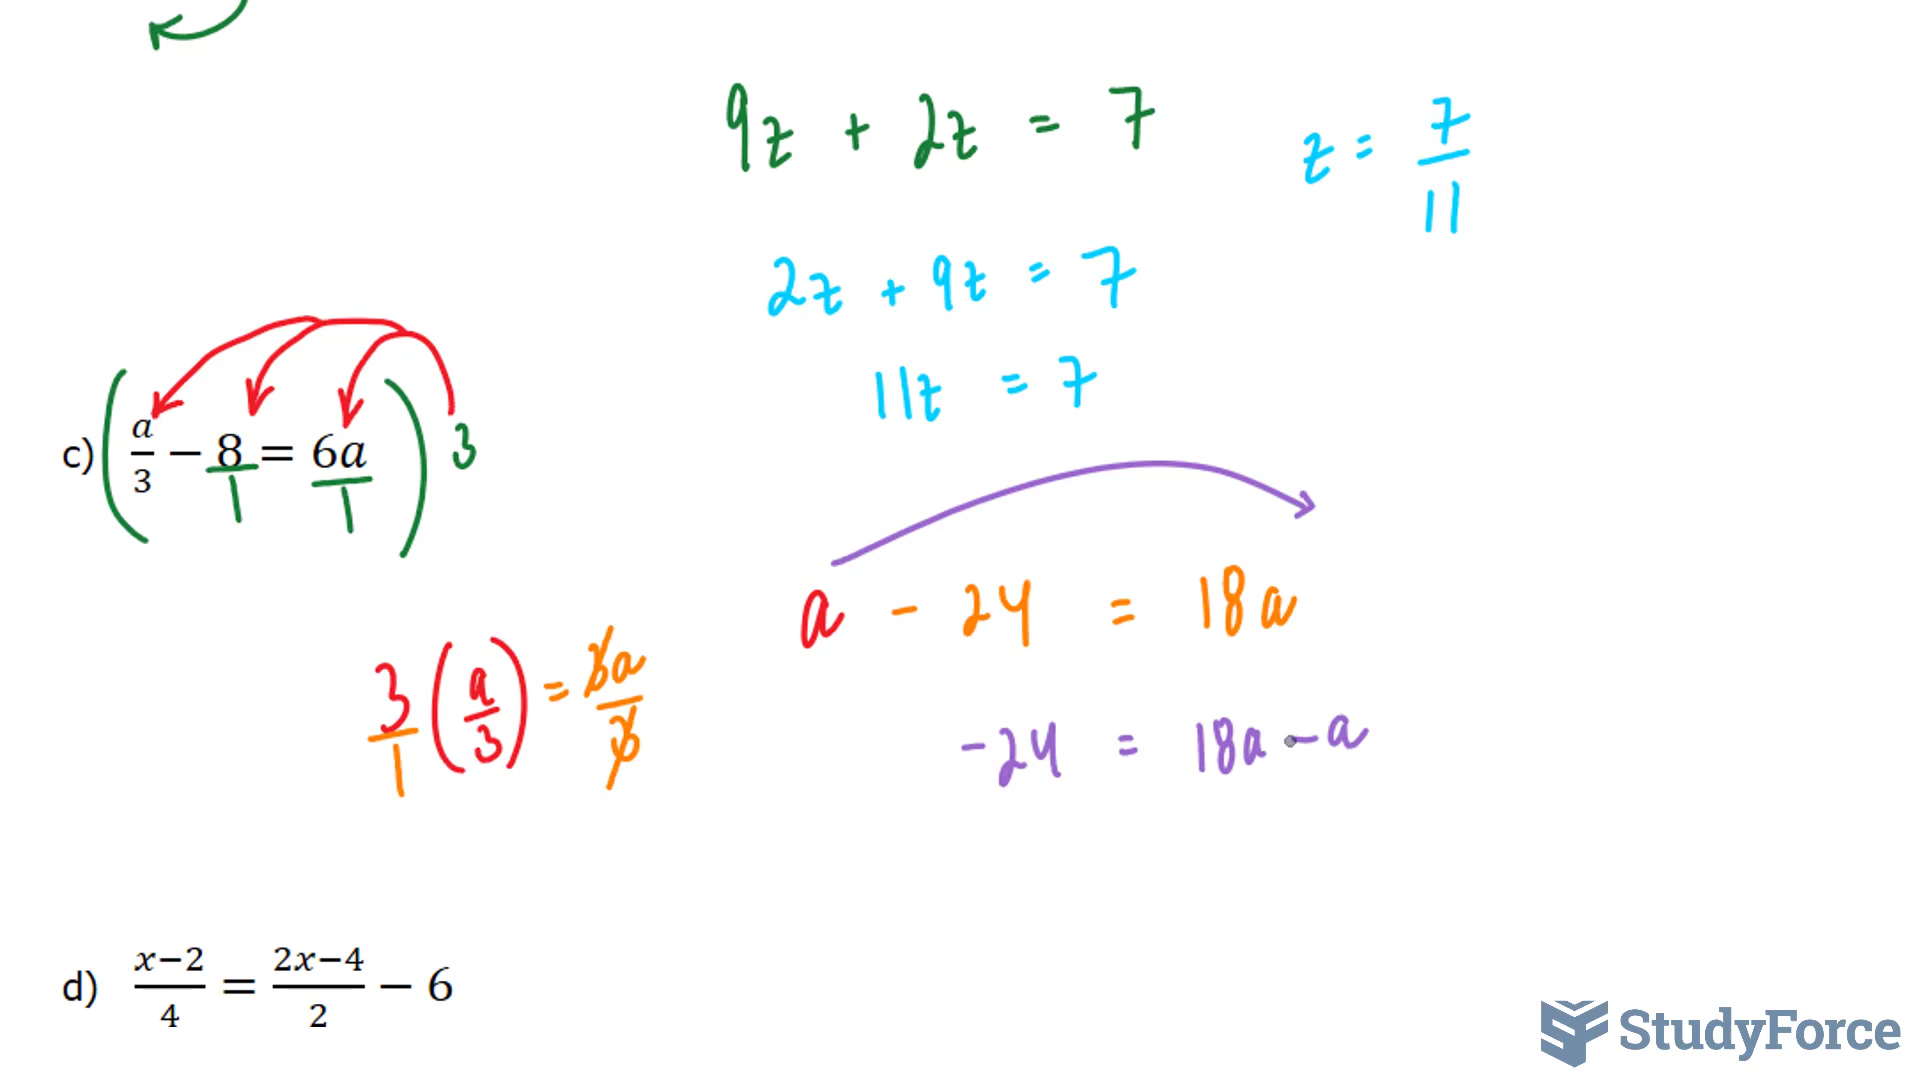 9z + 2z = 7
z = 7/11
2z + 9z = 7
11z = 7
c) (a/3 − 8/1 = 6a/1) 3
a - 24 = 18a
3/1 (a/3) = 3a/3
-24 = 18a - a
d) x−2/4 = 2x−4/2 − 6
StudyForce